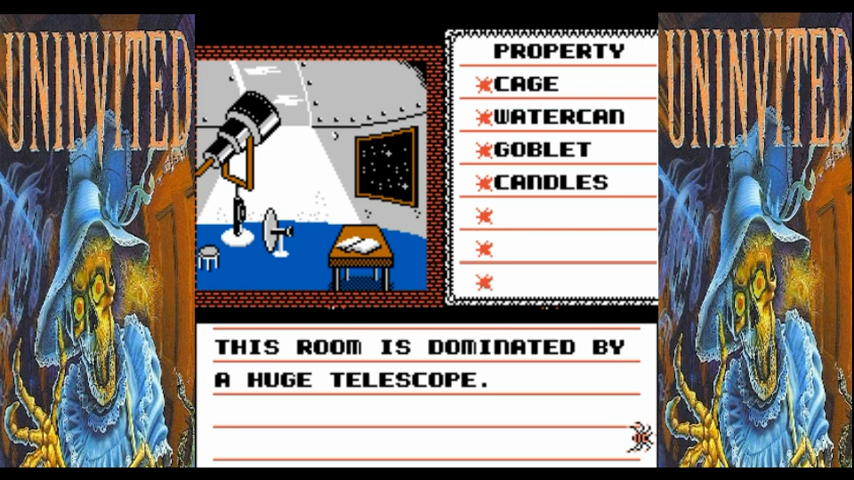 UNINVITED
PROPERTY
CAGE
WATERCAN
GOBLET
CANDLES
THIS ROOM IS DOMINATED BY
A HUGE TELESCOPE.
UNINVITED